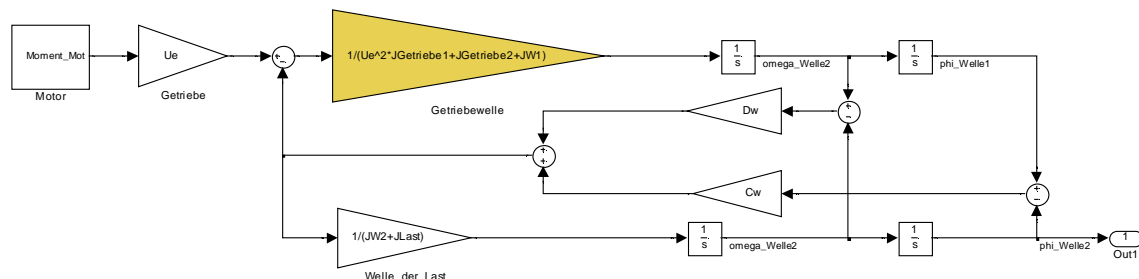 Moment_Mot
Motor
Ue
Getriebe
+
-
1/(Ue^2*JGetriebe1+JGetriebe2+JW1)
Getriebewelle
1
s
omega_Welle2
1
s
phi_Welle1
Dw
+
-
+
+
Cw
+
-
1/(JW2+JLast)
Welle_der_Last
1
s
omega_Welle2
1
s
phi_Welle2
1
Out1